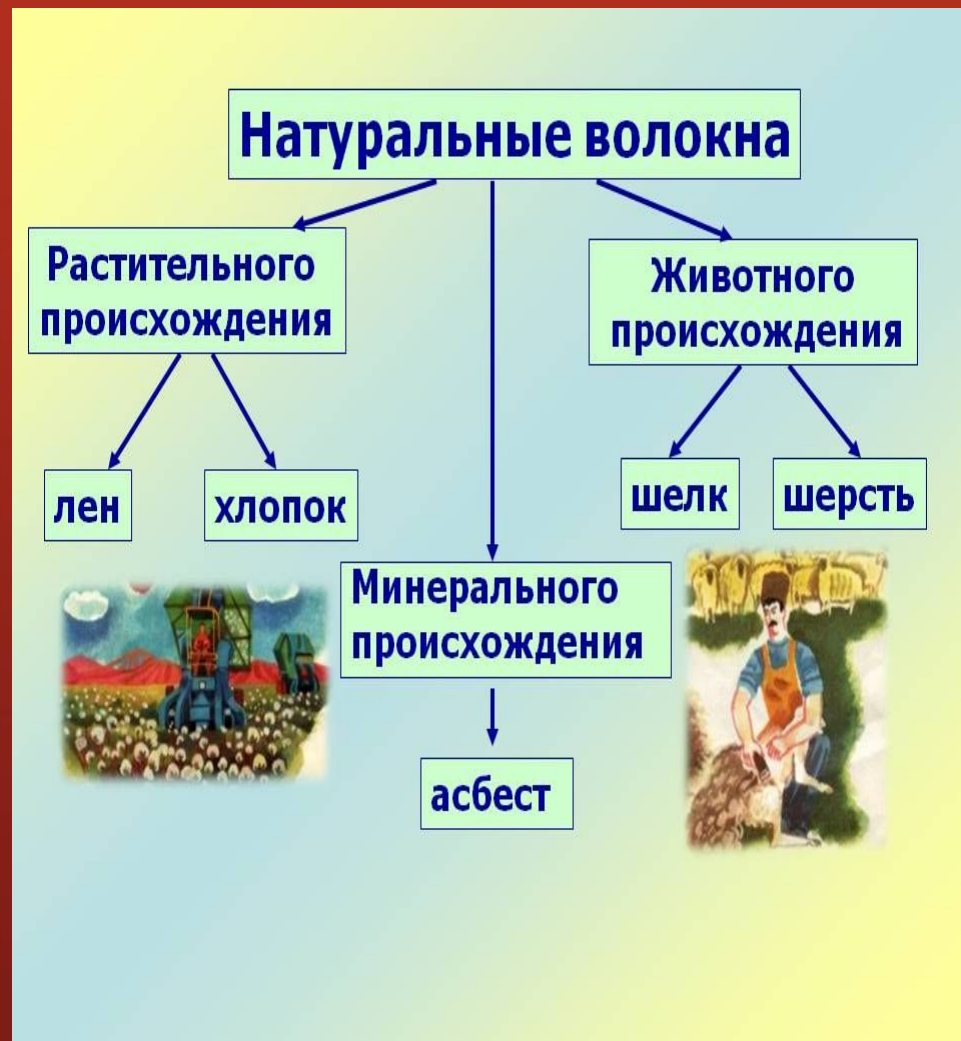 Натуральные волокна
Растительного
происхождения
Животного
происхождения
лен
хлопок
шелк
шерсть
Минерального
происхождения
асбест